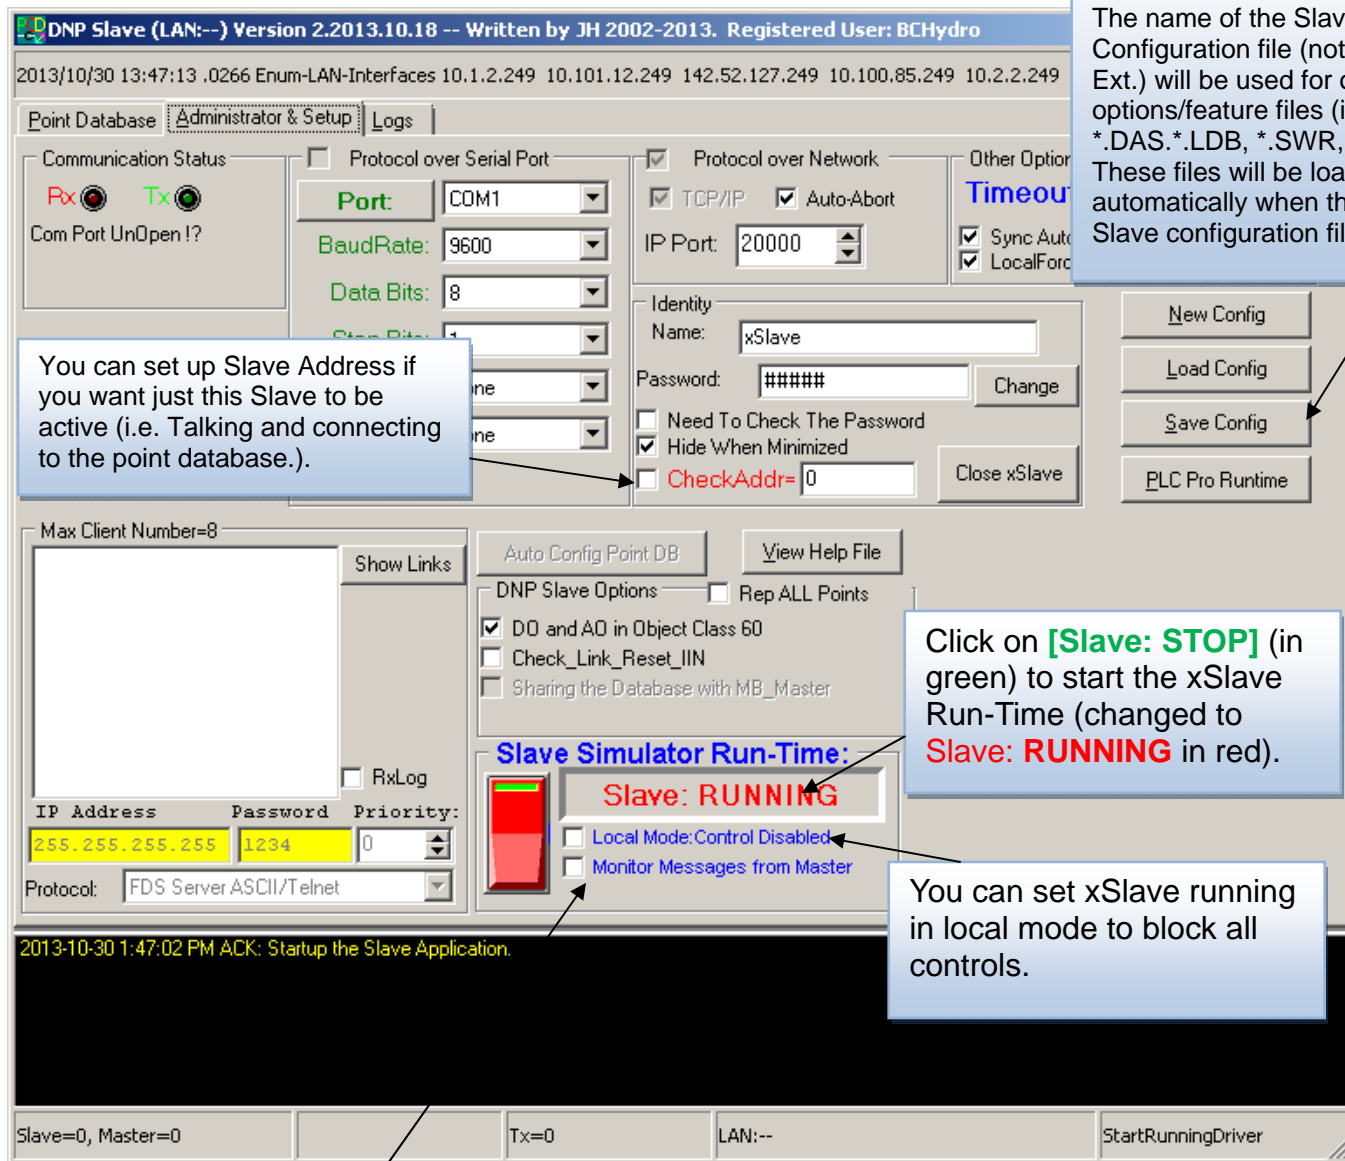 DNP Slave (LAN:--) Version 2.2013.10.18 -- Written by JH 2002-2013. Registered User: BCHydro
2013/10/30 13:47:13 .0266 Enum-LAN-Interfaces 10.1.2.249 10.101.12.249 142.52.127.249 10.100.85.249 10.2.2.249
The name of the Slav
Configuration file (not
Ext.) will be used for
options/feature files (i
*.DAS.*.LDB, *.SWR,
These files will be loa
automatically when th
Slave configuration fil
Point Database
Administrator & Setup
Logs
Communication Status
Rx
Tx
Com Port UnOpen !?
Protocol over Serial Port
Port:
COM1
BaudRate:
9600
Data Bits:
8
Stop Bits:
1
one
one
Protocol over Network
TCP/IP
Auto-Abort
IP Port:
20000
Other Option
Timeou
Sync Auto
LocalForc
You can set up Slave Address if
you want just this Slave to be
active (i.e. Talking and connecting
to the point database.).
Identity
Name:
xSlave
Password:
#####
Change
Need To Check The Password
Hide When Minimized
CheckAddr=
0
Close xSlave
New Config
Load Config
Save Config
PLC Pro Runtime
Max Client Number=8
Show Links
RxLog
IP Address Password Priority:
255.255.255.255
1234
0
Protocol:
FDS Server ASCII/Telnet
Auto Config Point DB
View Help File
DNP Slave Options
Rep ALL Points
DO and AO in Object Class 60
Check_Link_Reset_IIN
Sharing the Database with MB_Master
Slave Simulator Run-Time:
Slave: RUNNING
Local Mode:Control Disabled
Monitor Messages from Master
Click on [Slave: STOP] (in
green) to start the xSlave
Run-Time (changed to
Slave: RUNNING in red).
You can set xSlave running
in local mode to block all
controls.
2013-10-30 1:47:02 PM ACK: Startup the Slave Application.
Slave=0, Master=0
Tx=0
LAN:--
StartRunningDriver